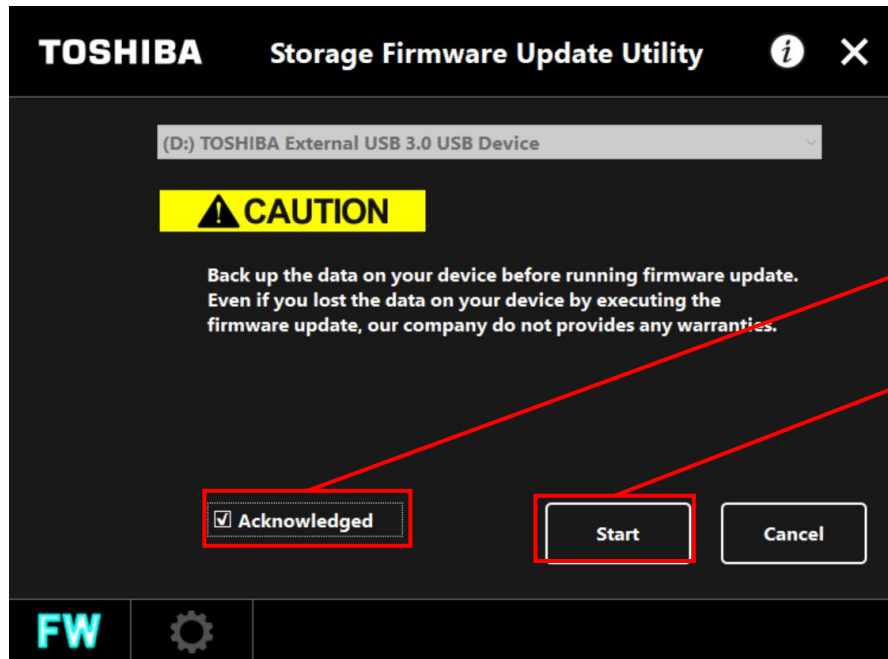 TOSHIBA Storage Firmware Update Utility
(D:) TOSHIBA External USB 3.0 USB Device
CAUTION
Back up the data on your device before running firmware update.
Even if you lost the data on your device by executing the
firmware update, our company do not provides any warranties.
Acknowledged
Start Cancel
FW